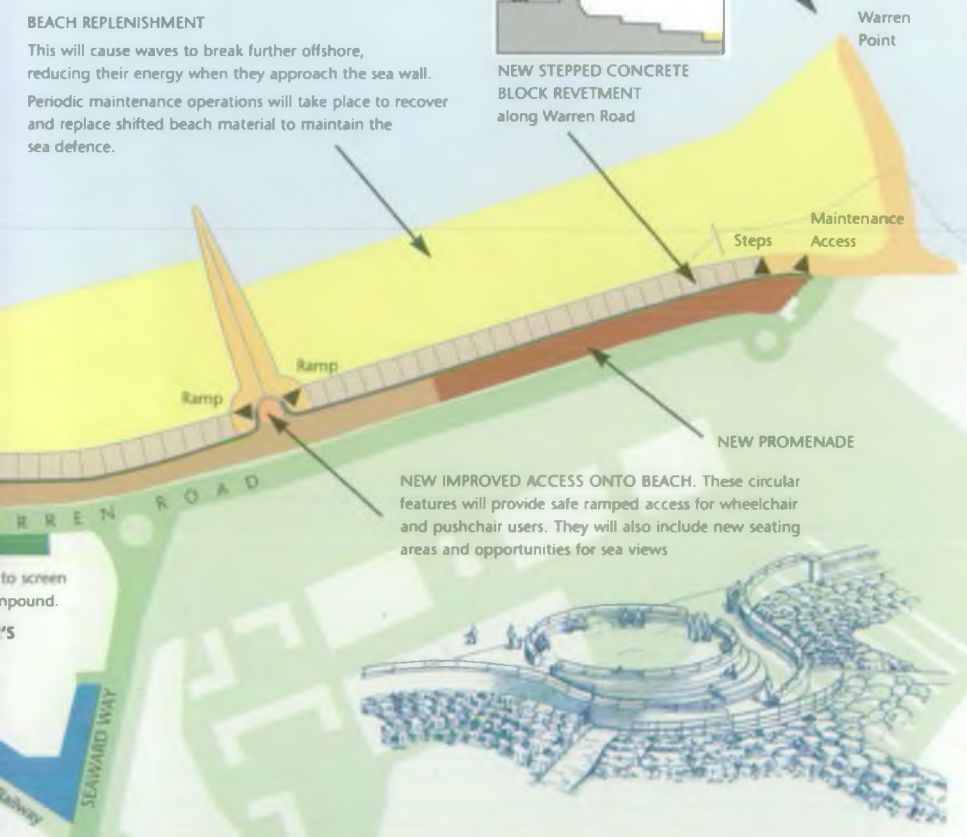 BEACH REPLENISHMENT
This will cause waves to break further offshore,
reducing their energy when they approach the sea wall.
Periodic maintenance operations will take place to recover
and replace shifted beach material to maintain the
sea defence.
NEW STEPPED CONCRETE
BLOCK REVETMENT
along Warren Road
Warren
Point
Steps
Maintenance
Access
Ramp
Ramp
NEW PROMENADE
NEW IMPROVED ACCESS ONTO BEACH. These circular
features will provide safe ramped access for wheelchair
and pushchair users. They will also include new seating
areas and opportunities for sea views
RREN ROAD
to screen
mpound.
'S
SEAWARD WAY
Railway